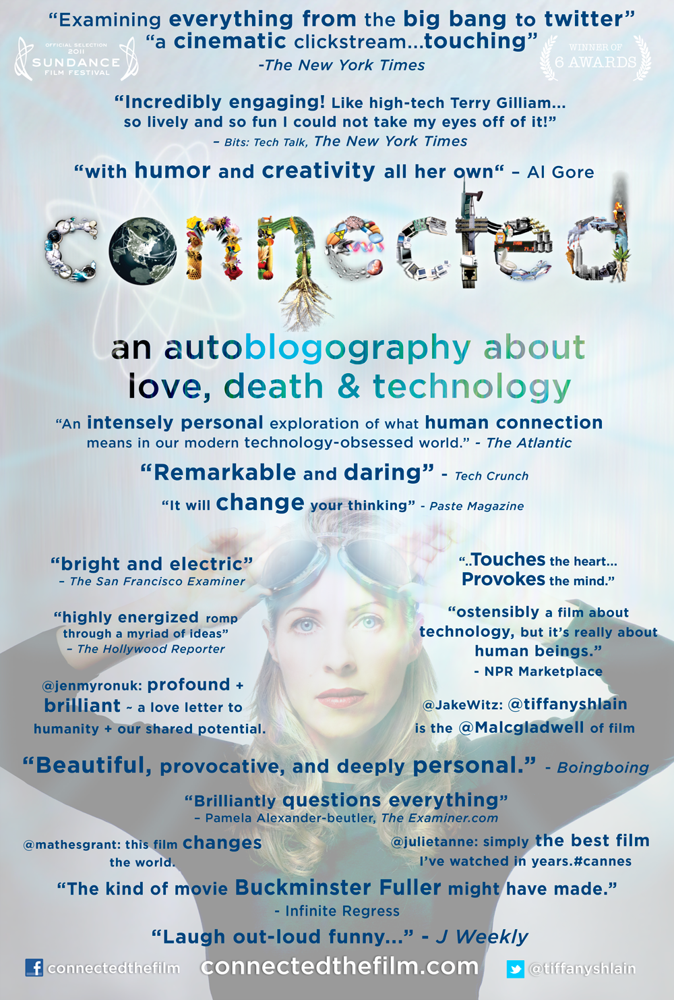 “Examining everything from the big bang to twitter”
“a cinematic clickstream...touching”
-The New York Times
OFFICIAL SELECTION
2011
SUNDANCE
FILM FESTIVAL
WINNER OF
6 AWARDS
“Incredibly engaging! Like high-tech Terry Gilliam...
so lively and so fun I could not take my eyes off of it!”
– Bits: Tech Talk, The New York Times
“with humor and creativity all her own“ – Al Gore
connected
an autoblogography about
love, death & technology
“An intensely personal exploration of what human connection
means in our modern technology-obsessed world.” - The Atlantic
“Remarkable and daring” - Tech Crunch
“It will change your thinking” - Paste Magazine
“bright and electric”
– The San Francisco Examiner
“..Touches the heart...
Provokes the mind.”
“highly energized romp
through a myriad of ideas”
– The Hollywood Reporter
“ostensibly a film about
technology, but it’s really about
human beings.”
- NPR Marketplace
@jenmyronuk: profound +
brilliant ~ a love letter to
humanity + our shared potential.
@JakeWitz: @tiffanyshlain
is the @Malcgladwell of film
“Beautiful, provocative, and deeply personal.” - Boingboing
“Brilliantly questions everything”
– Pamela Alexander-beutler, The Examiner.com
@mathesgrant: this film changes
the world.
@julietanne: simply the best film
I’ve watched in years.#cannes
“The kind of movie Buckminster Fuller might have made.”
- Infinite Regress
“Laugh out-loud funny...” - J Weekly
connectedthefilm
connectedthefilm.com
@tiffanyshlain